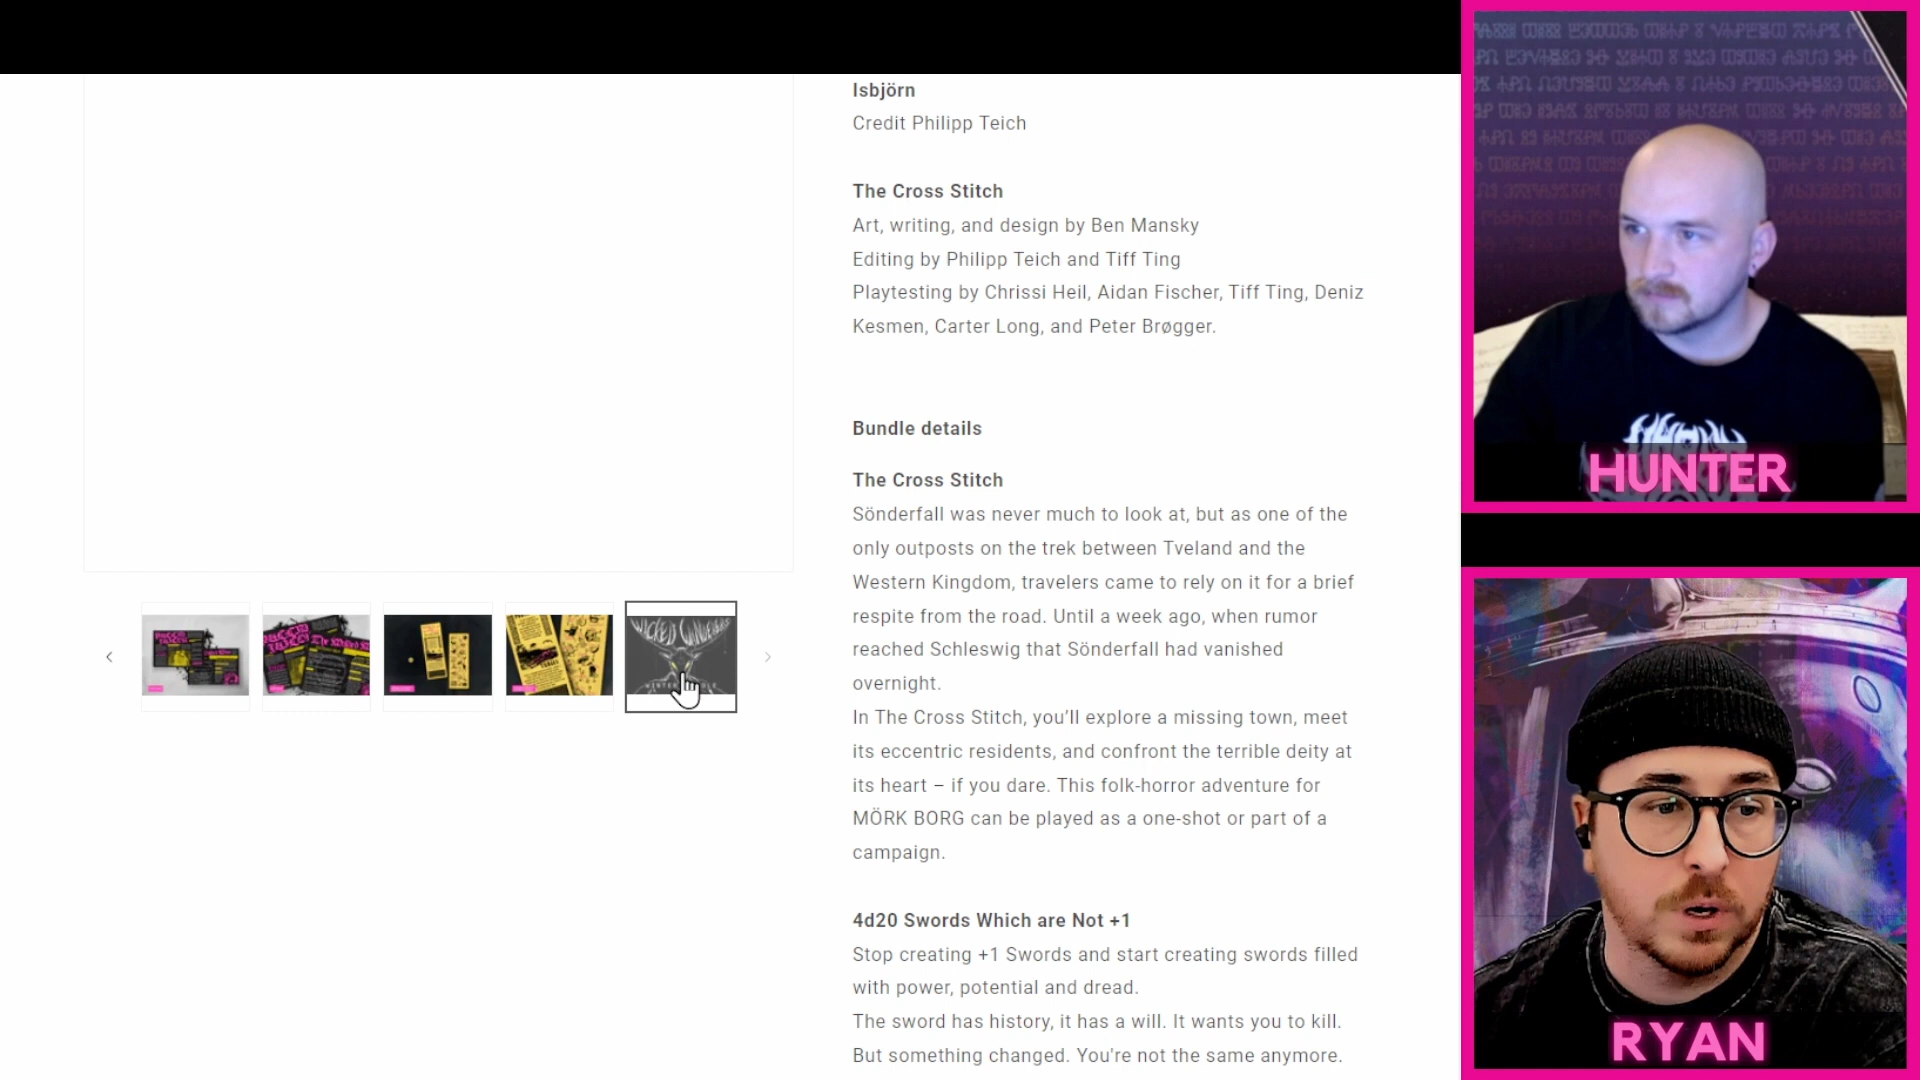 Isbjörn
Credit Philipp Teich
The Cross Stitch
Art, writing, and design by Ben Mansky
Editing by Philipp Teich and Tiff Ting
Playtesting by Chrissi Heil, Aidan Fischer, Tiff Ting, Deniz
Kesmen, Carter Long, and Peter Brøgger.
Bundle details
The Cross Stitch
Sönderfall was never much to look at, but as one of the
only outposts on the trek between Tveland and the
Western Kingdom, travelers came to rely on it for a brief
respite from the road. Until a week ago, when rumor
reached Schleswig that Sönderfall had vanished
overnight.
In The Cross Stitch, you’ll explore a missing town, meet
its eccentric residents, and confront the terrible deity at
its heart – if you dare. This folk-horror adventure for
MÖRK BORG can be played as a one-shot or part of a
campaign.
4d20 Swords Which are Not +1
Stop creating +1 Swords and start creating swords filled
with power, potential and dread.
The sword has history, it has a will. It wants you to kill.
But something changed. You're not the same anymore.
HUNTER
RYAN